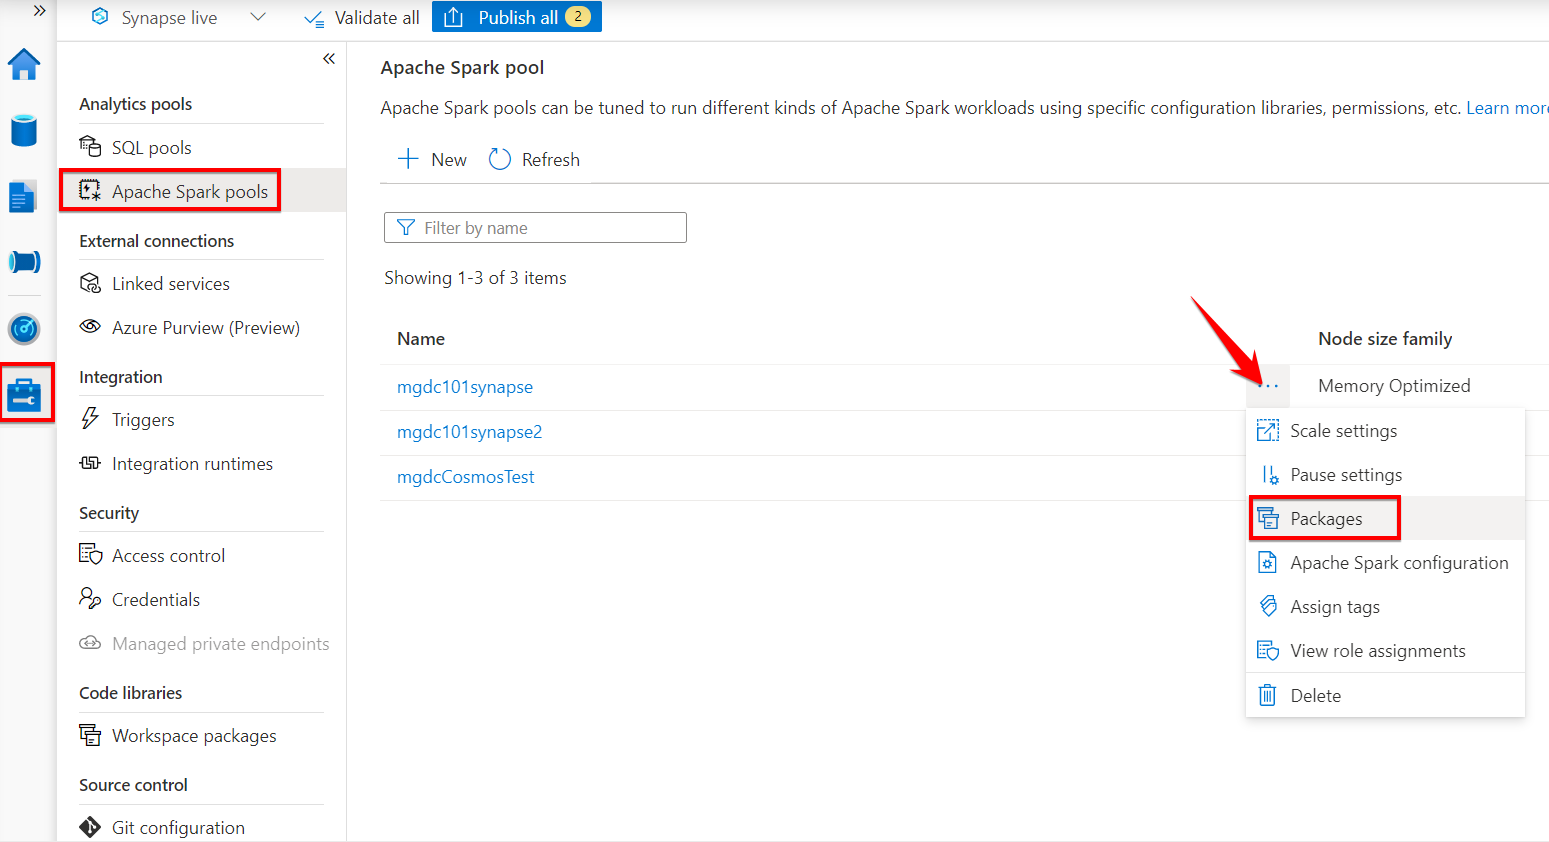 Synapse live
Validate all
Publish all 2
Analytics pools
SQL pools
Apache Spark pools
External connections
Linked services
Azure Purview (Preview)
Integration
Triggers
Integration runtimes
Security
Access control
Credentials
Managed private endpoints
Code libraries
Workspace packages
Source control
Git configuration
Apache Spark pool
Apache Spark pools can be tuned to run different kinds of Apache Spark workloads using specific configuration libraries, permissions, etc. Learn more
New
Refresh
Filter by name
Showing 1-3 of 3 items
Name
Node size family
mgdc101synapse
Memory Optimized
mgdc101synapse2
mgdcCosmosTest
Scale settings
Pause settings
Packages
Apache Spark configuration
Assign tags
View role assignments
Delete